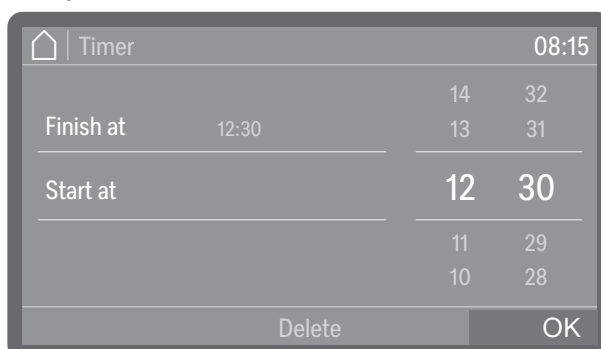 Timer 08:15
14 32
Finish at 12:30 13 31
Start at 12 30
11 29
10 28
Delete OK